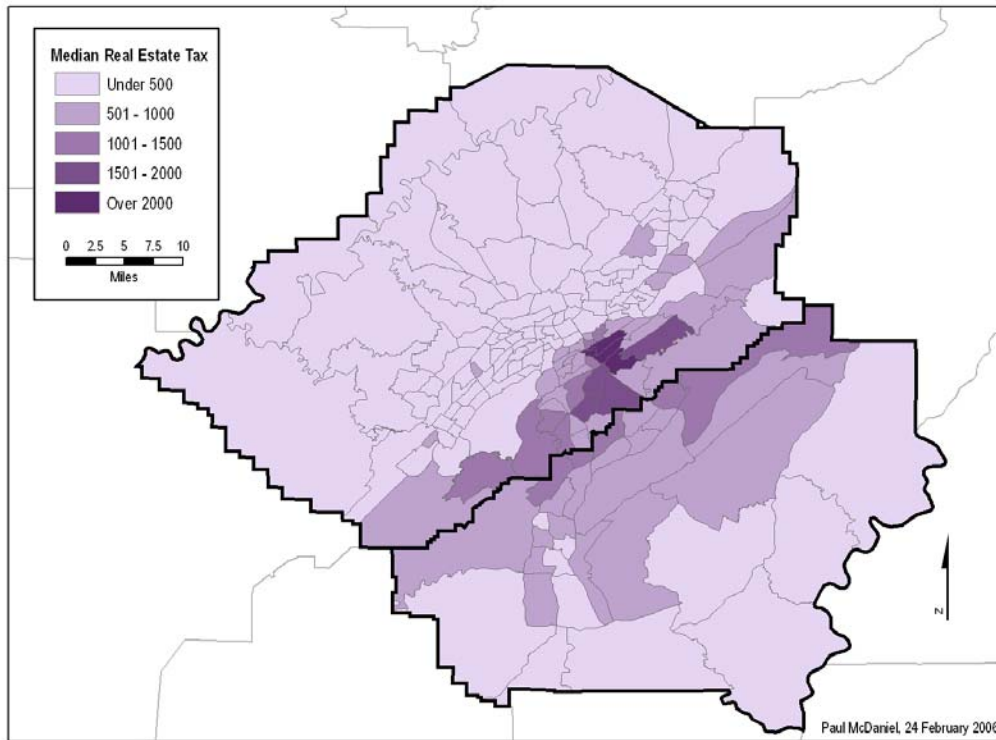 Median Real Estate Tax
Under 500
501 - 1000
1001 - 1500
1501 - 2000
Over 2000
0 2.5 5 7.5 10
Miles
N
Paul McDaniel, 24 February 2006